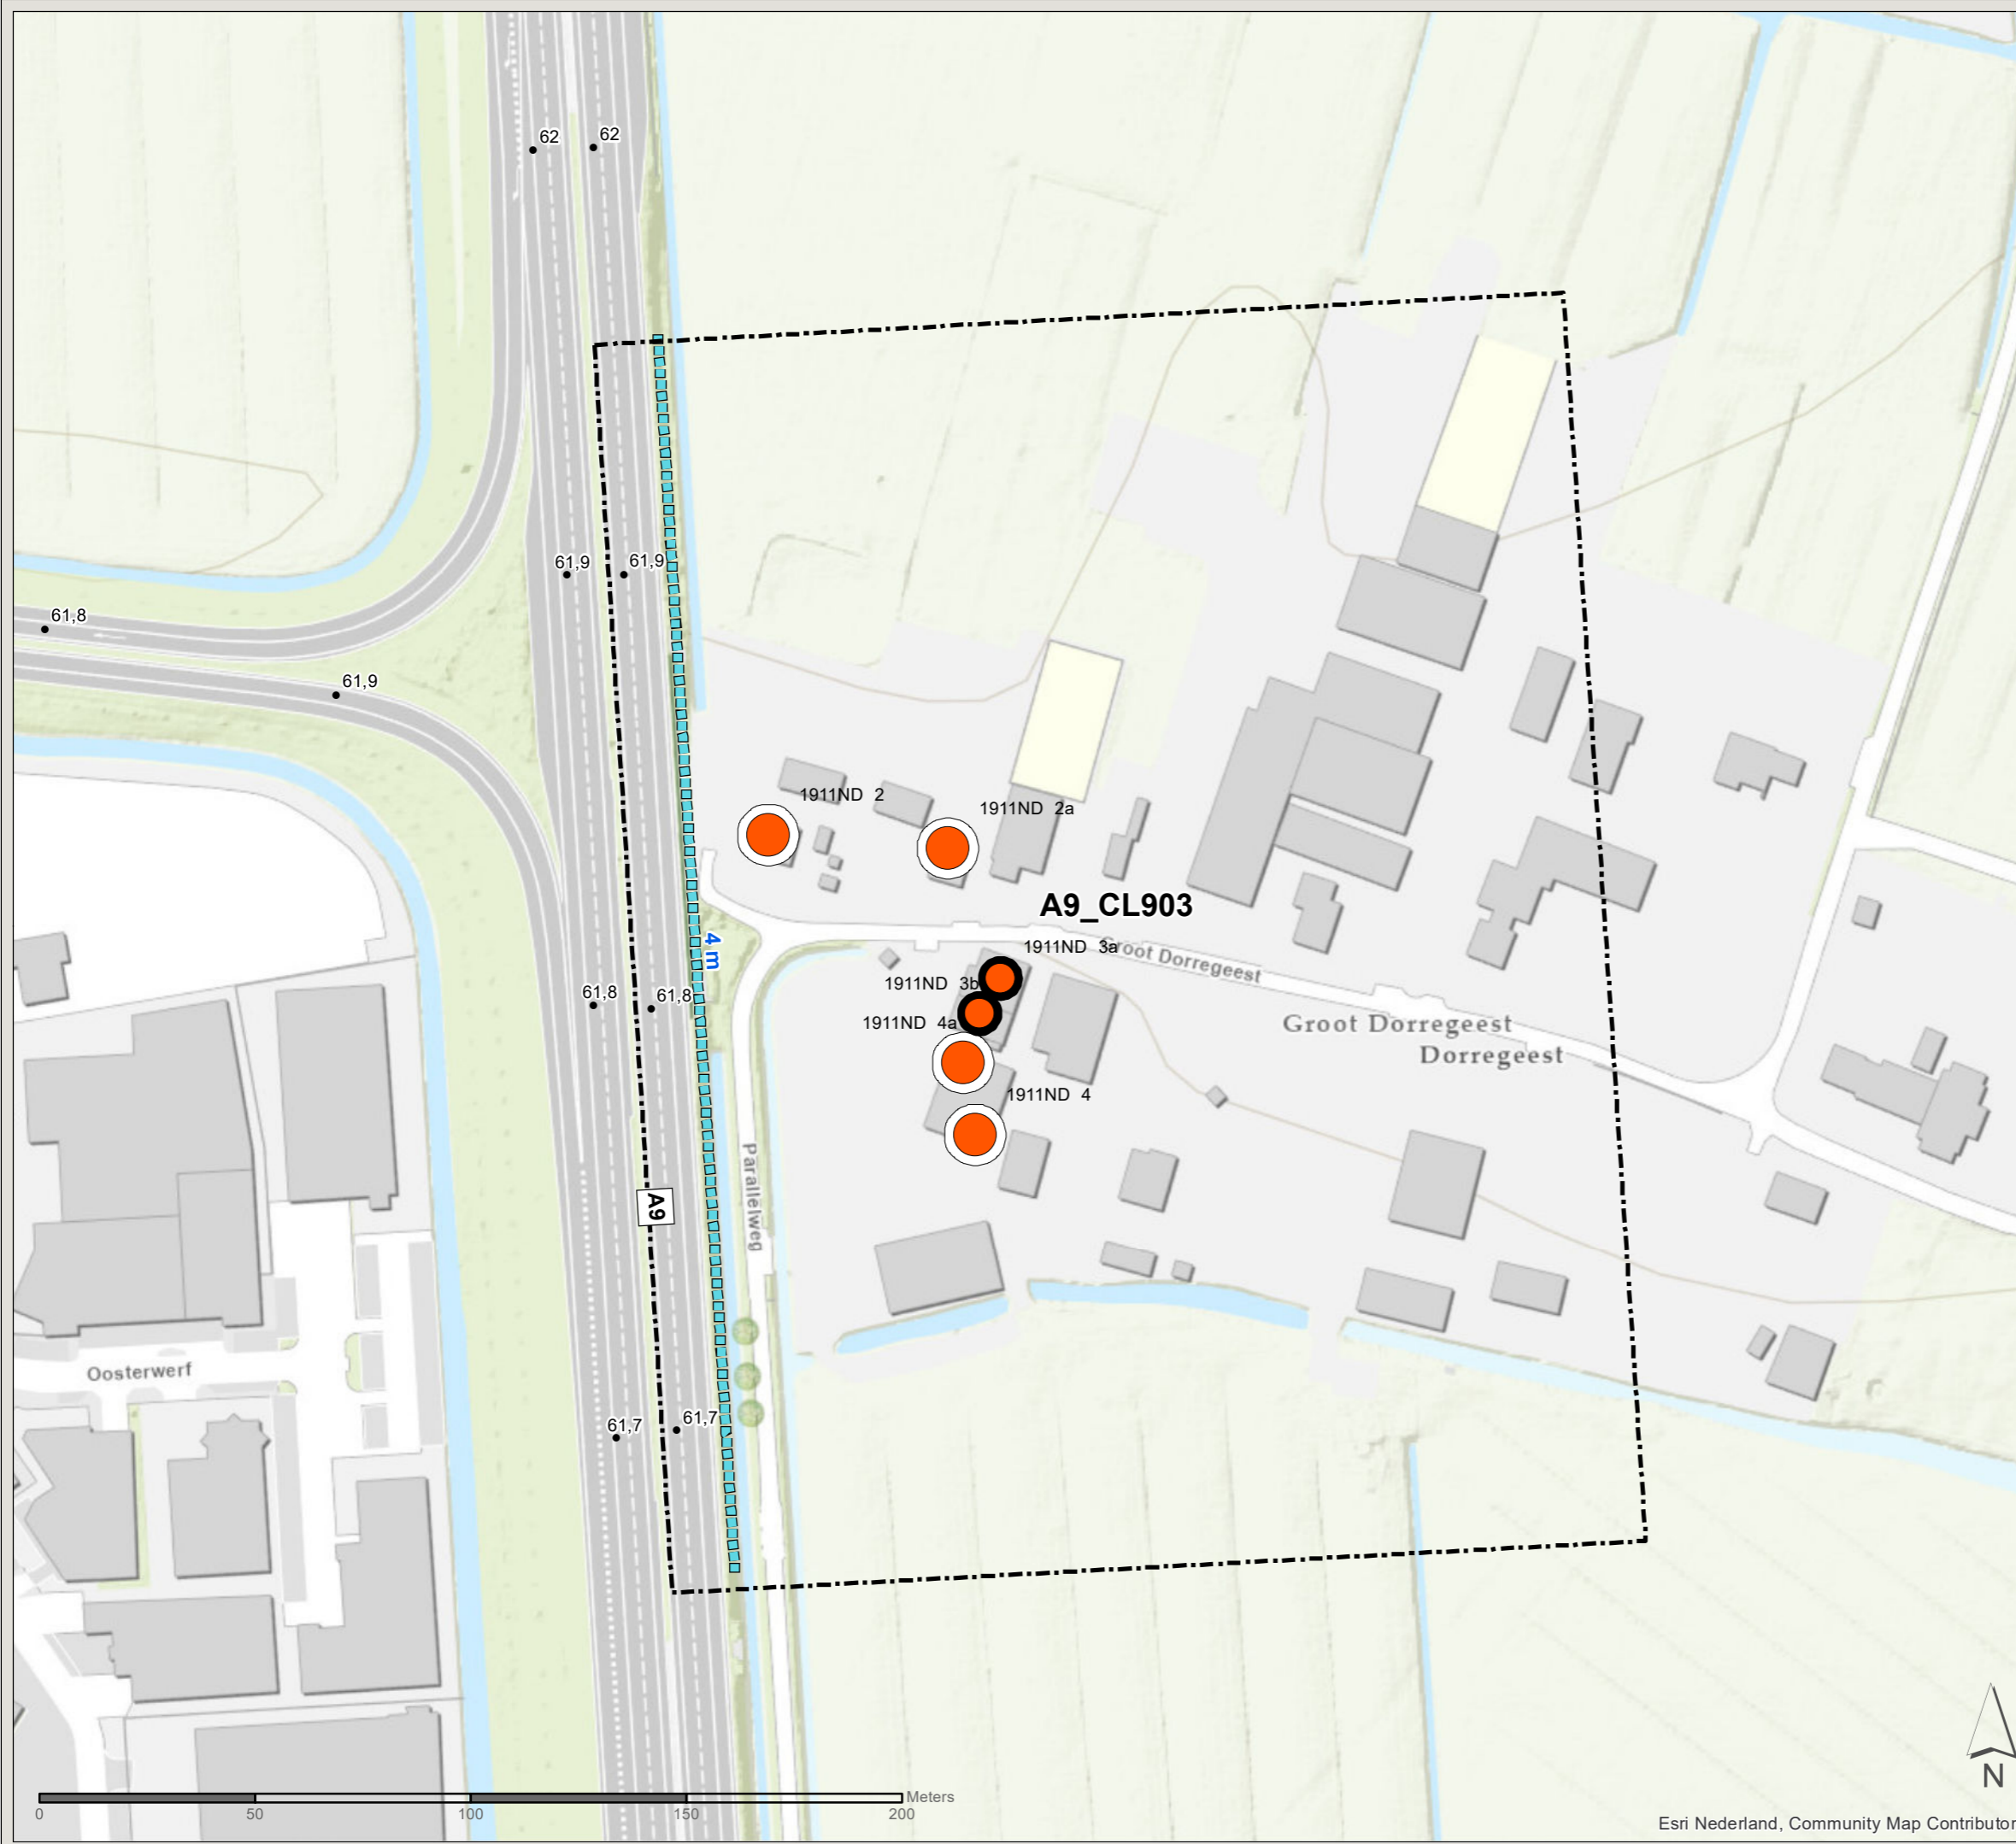 62
62
61,9
61,9
61,8
61,9
1911ND 2
1911ND 2a
A9_CL903
4 m
1911ND 3a
Groot Dorregeest
1911ND 3b
61,8
61,8
1911ND 4a
Groot Dorregeest
Dorregeest
1911ND 4
Parallelweg
A9
Oosterwerf
61,7
61,7
N
Meters
0 50 100 150 200
Esri Nederland, Community Map Contributor